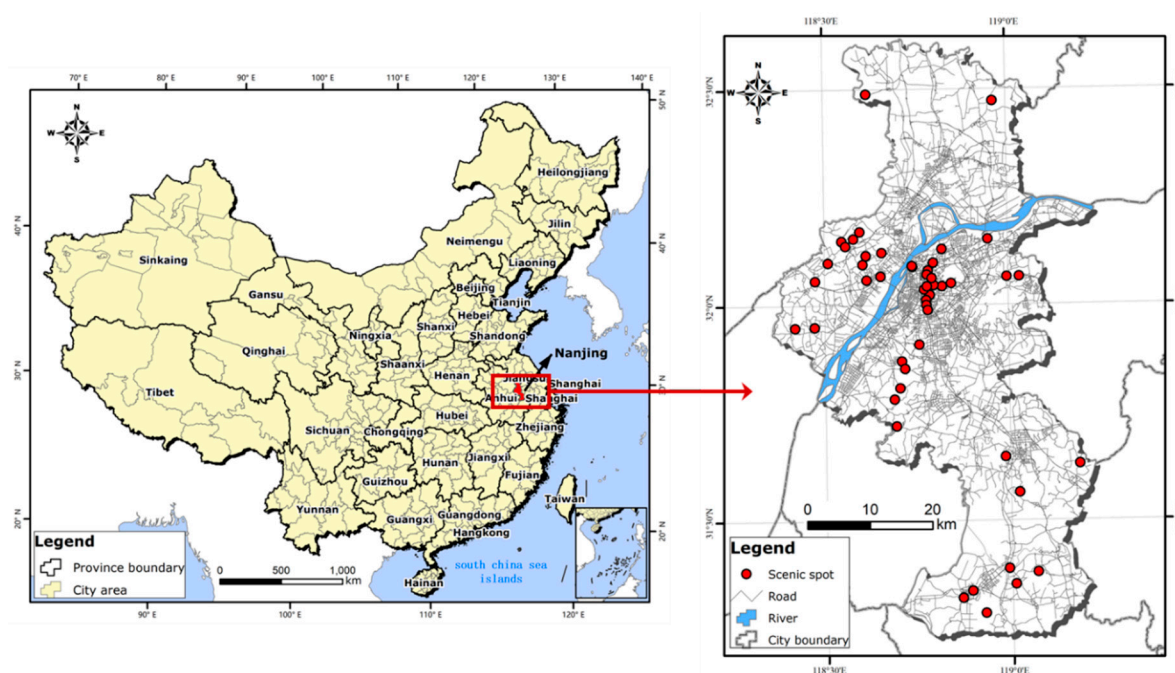 70° E
80° E
90° E
100° E
110° E
120° E
130° E
140° E
50° N
40° N
40° N
30° N
20° N
20° N
N
W
E
S
Heilongjiang
Jilin
Neimengu
Liaoning
Sinkaing
Beijing
Tianjin
Gansu
Hebei
Shanxi
Ningxia
Shandong
Qinghai
Shaanxi
Nanjing
Henan
Jiangsu
Shanghai
Tibet
Anhui
Shanghai
Hubei
Zhejiang
Sichuan
Chongqing
Hunan
Jiangxi
Guizhou
Fujian
Taiwan
Yunnan
Guangxi
Guangdong
Hangkong
Hainan
south china sea
islands
Legend
Province boundary
City area
0 500 1,000
km
90° E
100° E
110° E
120° E
118°30'E
119°0'E
N
W
E
S
32°30'N
32°0'N
31°30'N
0 10 20
km
Legend
Scenic spot
Road
River
City boundary
118°30'E
119°0'E